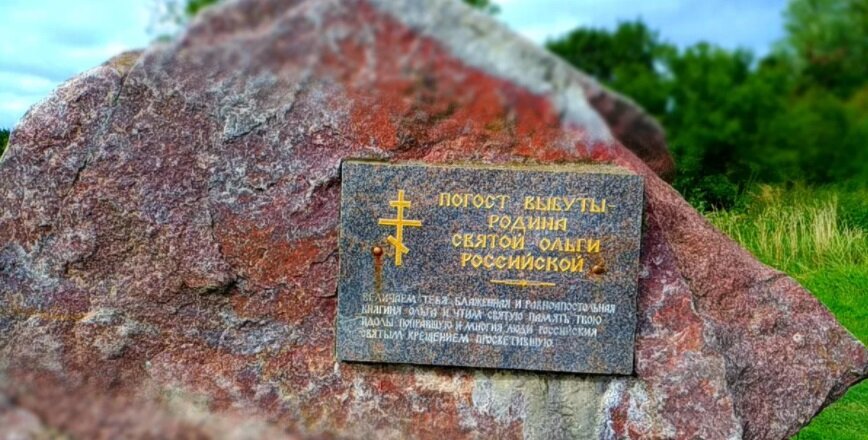 ПОГОСТ ВЫБУТЫ
РОДИНА
СВЯТОЙ ОЛЬГИ
РОССИЙСКОЙ
ВЕЛИЧАЕМ ТЕБЯ БЛАЖЕННАЯ И РАВНОАПОСТОЛЬНАЯ
КНЯГИНЯ ОЛЬГИ И ЧТИМ СВЯТУЮ ПАМЯТЬ ТВОЮ
ИДОЛЫ ПОПРАВШУЮ И МНОГИЯ ЛЮДИ РОССИЙСКИЯ
СВЯТЫМ КРЕЩЕНИЕМ ПРОСВЕТИВШУЮ.